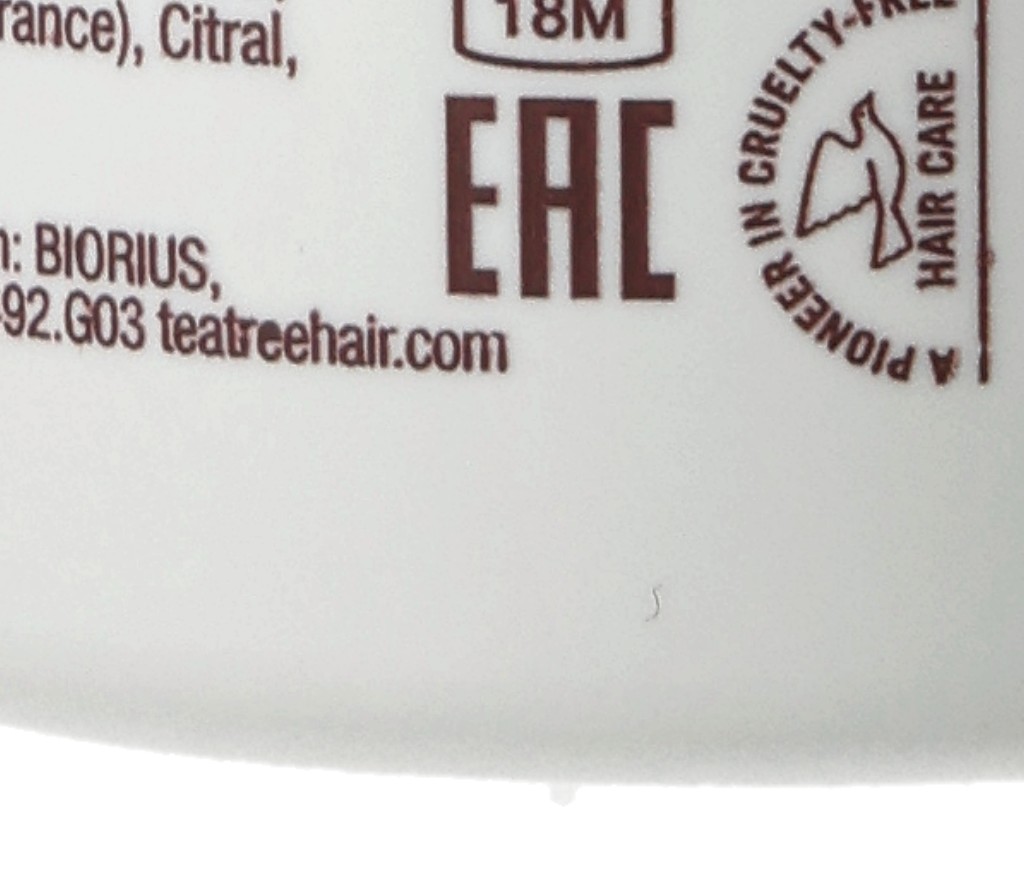 rance), Citral,
18M
EAC
n: BIORIUS,
92.G03 teatreehair.com
A PIONEER IN CRUELTY-FREE
HAIR CARE